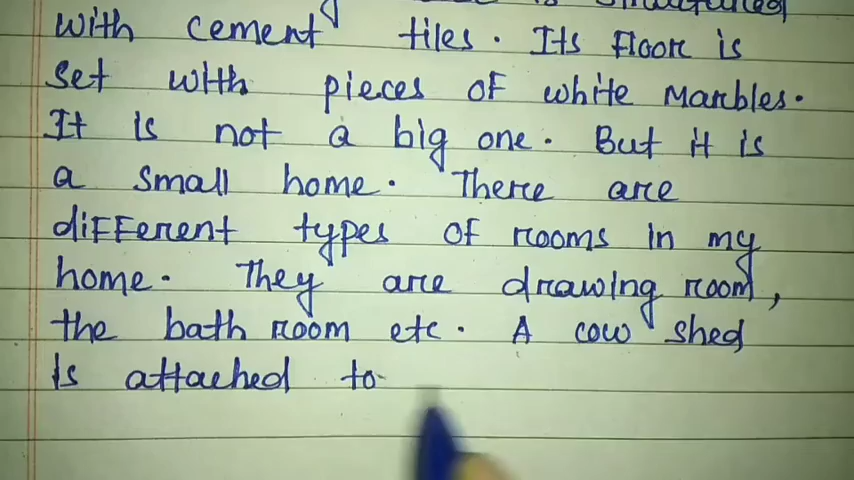 with cement tiles. Its floor is
set with pieces of white marbles.
It is not a big one. But it is
a small home. There are
different types of rooms in my
home. They are drawing room,
the bath room etc. A cow shed
is attached to